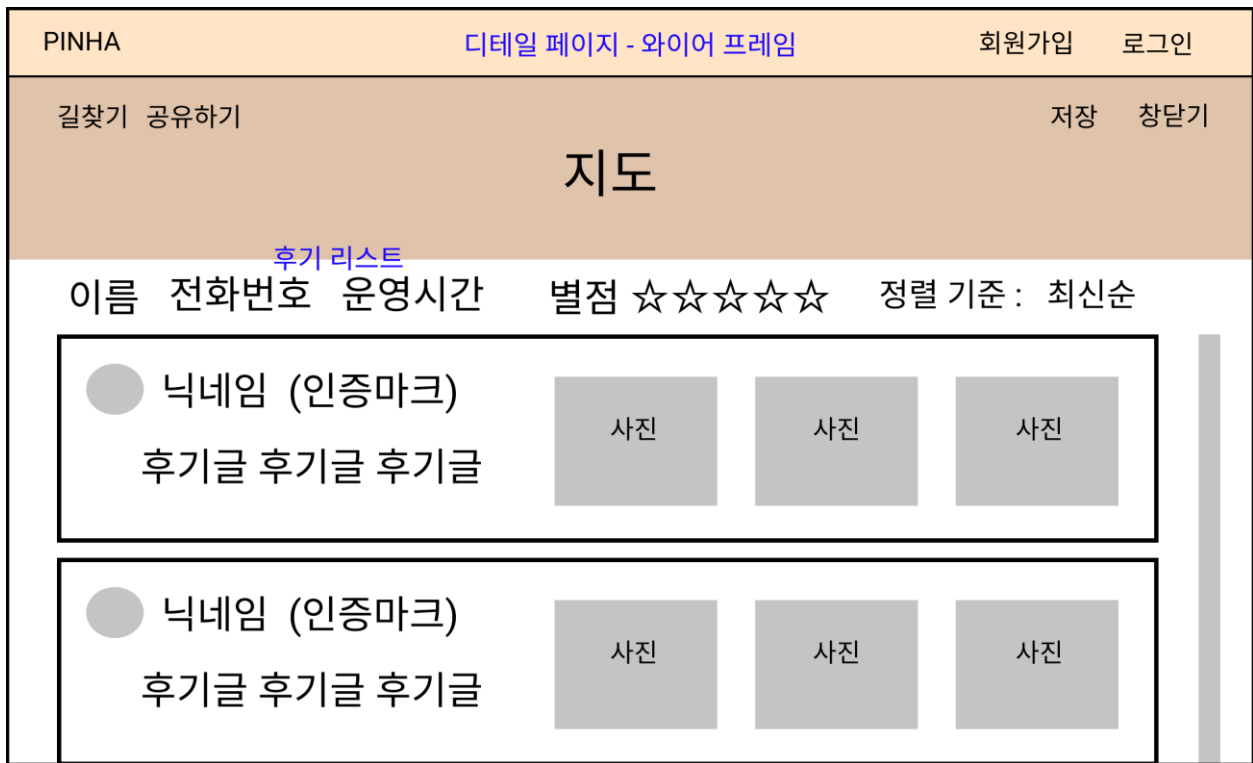 PINHA 디테일 페이지 - 와이어 프레임 회원가입 로그인
길찾기 공유하기 저장 창닫기
지도
후기 리스트
이름 전화번호 운영시간 별점 ☆☆☆☆☆ 정렬 기준 : 최신순
닉네임 (인증마크)
후기글 후기글 후기글
사진 사진 사진
닉네임 (인증마크)
후기글 후기글 후기글
사진 사진 사진